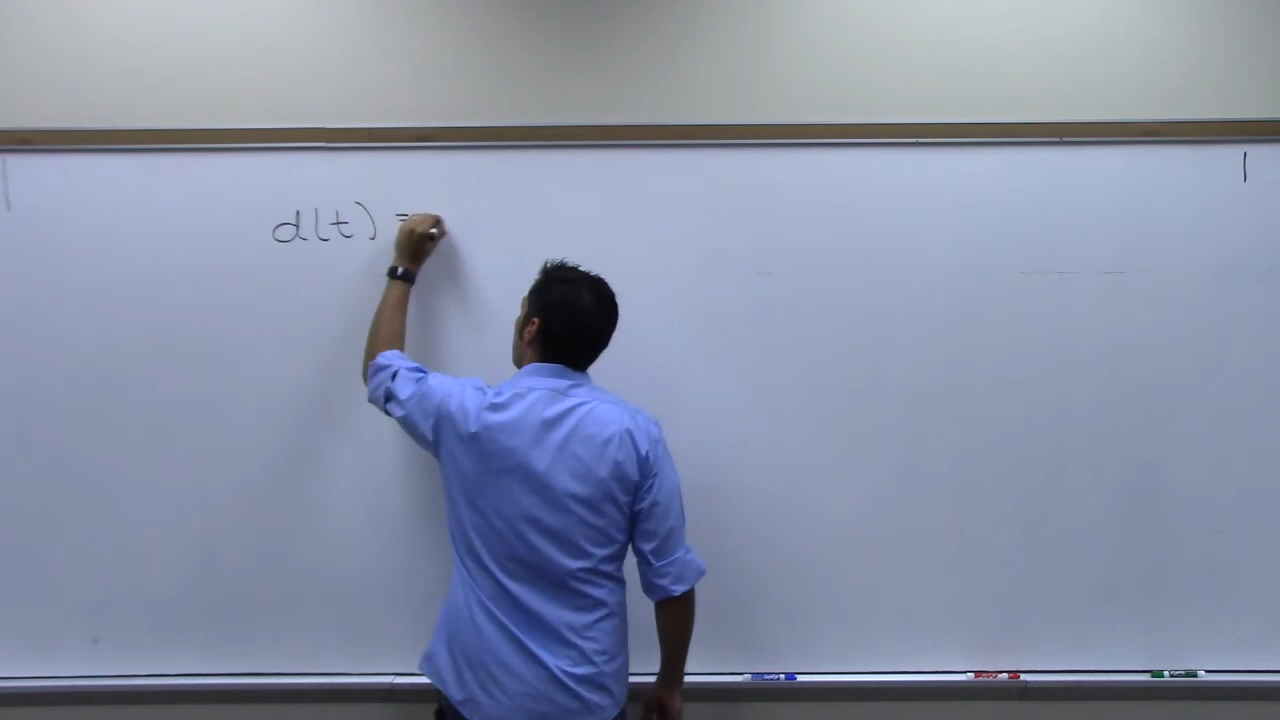 d(t) =